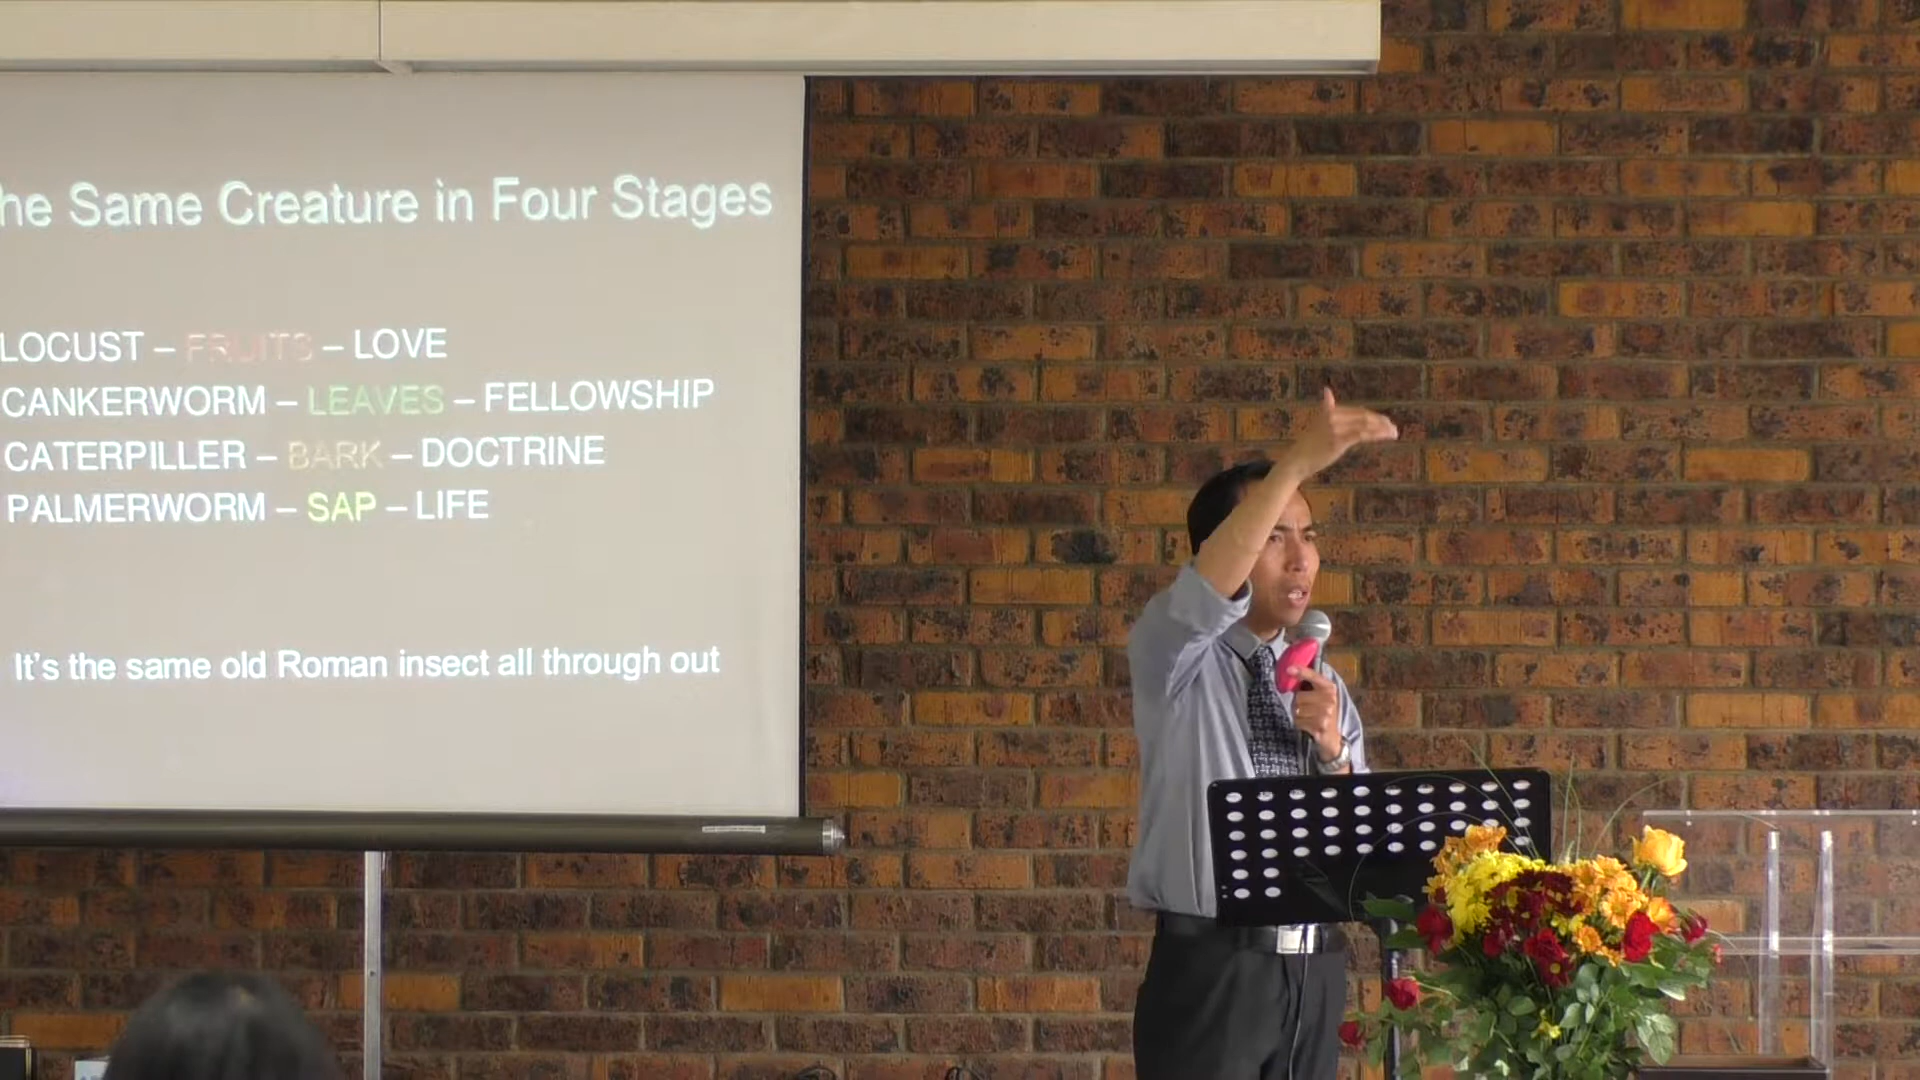 he Same Creature in Four Stages
LOCUST – FRUITS – LOVE
CANKERWORM – LEAVES – FELLOWSHIP
CATERPILLER – BARK – DOCTRINE
PALMERWORM – SAP – LIFE
It's the same old Roman insect all through out